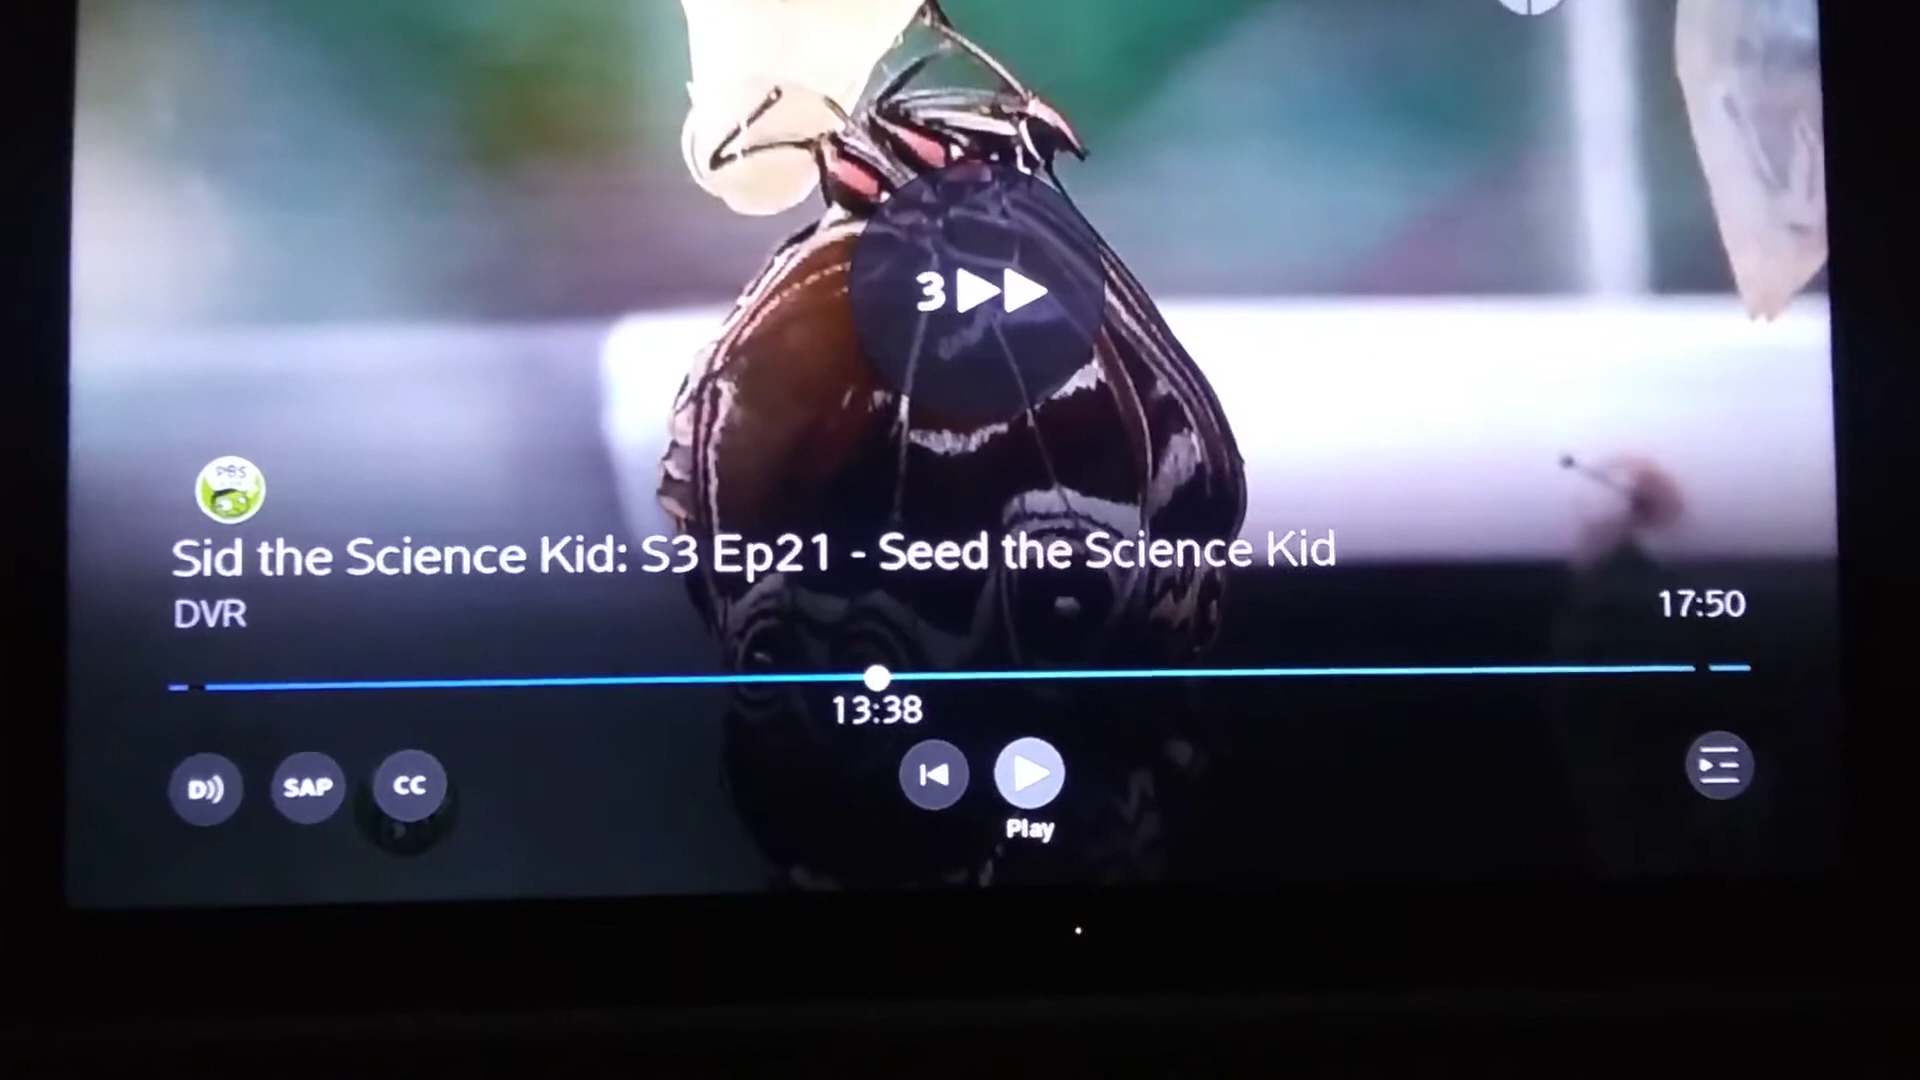 3
PBS
Sid the Science Kid: S3 Ep21 - Seed the Science Kid
DVR
17:50
13:38
D))
SAP
CC
Play